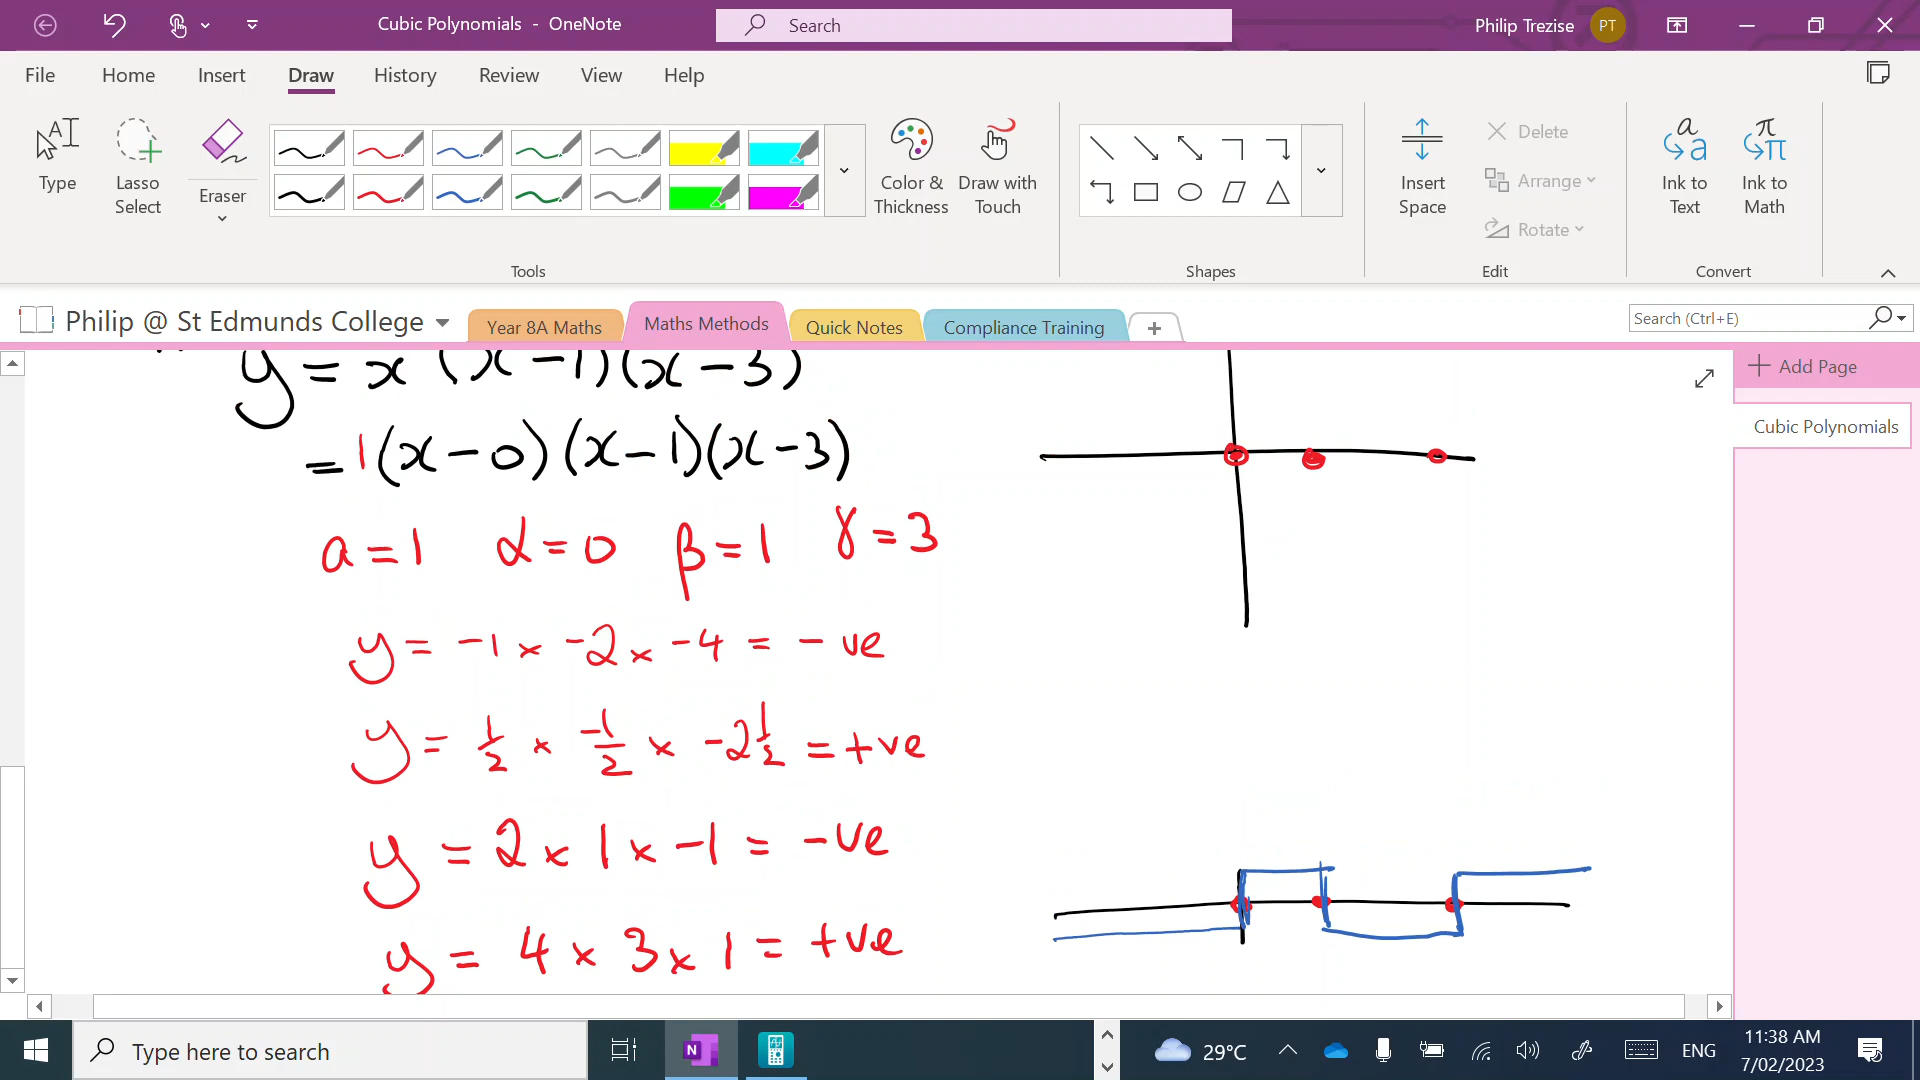 Cubic Polynomials - OneNote
Search
Philip Trezise PT
File Home Insert Draw History Review View Help
Type
Lasso Select
Eraser
Color & Thickness
Draw with Touch
Insert Space
Delete
Arrange
Rotate
Ink to Text
Ink to Math
Tools
Shapes
Edit
Convert
Philip @ St Edmunds College
Year 8A Maths
Maths Methods
Quick Notes
Compliance Training
Search (Ctrl+E)
Add Page
Cubic Polynomials
y = x (x - 1)(x - 3)
= 1(x - 0)(x - 1)(x - 3)
a = 1 α = 0 β = 1 γ = 3
y = -1 × -2 × -4 = - ve
y = 1/2 × -1/2 × -2 1/2 = +ve
y = 2 × 1 × -1 = -ve
y = 4 × 3 × 1 = +ve
Type here to search
29°C
ENG
11:38 AM
7/02/2023